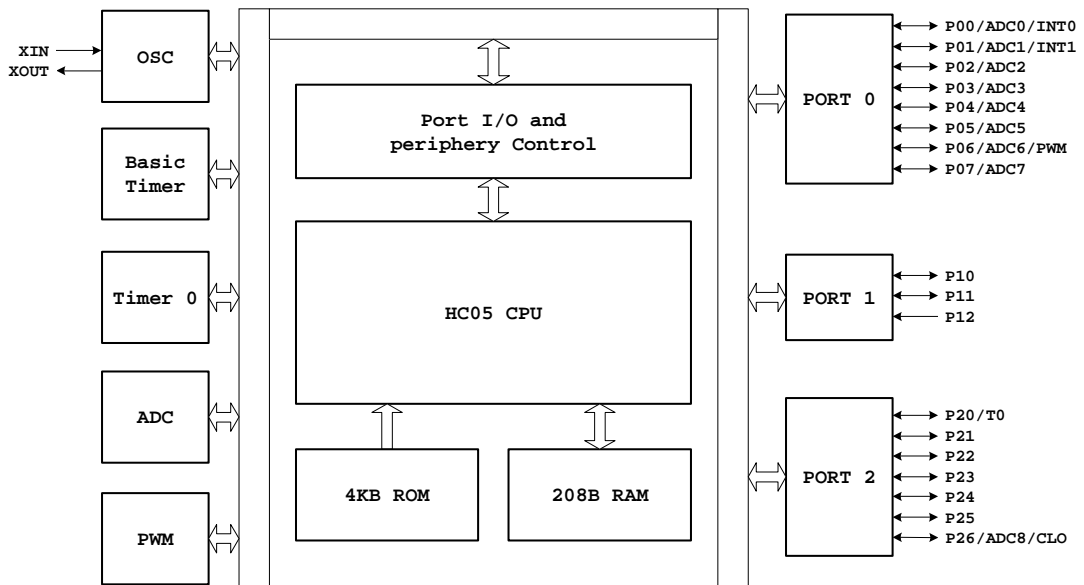 XIN
XOUT
OSC
Basic
Timer
Timer 0
ADC
PWM
Port I/O and
periphery Control
HC05 CPU
4KB ROM
208B RAM
PORT 0
P00/ADC0/INT0
P01/ADC1/INT1
P02/ADC2
P03/ADC3
P04/ADC4
P05/ADC5
P06/ADC6/PWM
P07/ADC7
PORT 1
P10
P11
P12
PORT 2
P20/T0
P21
P22
P23
P24
P25
P26/ADC8/CLO